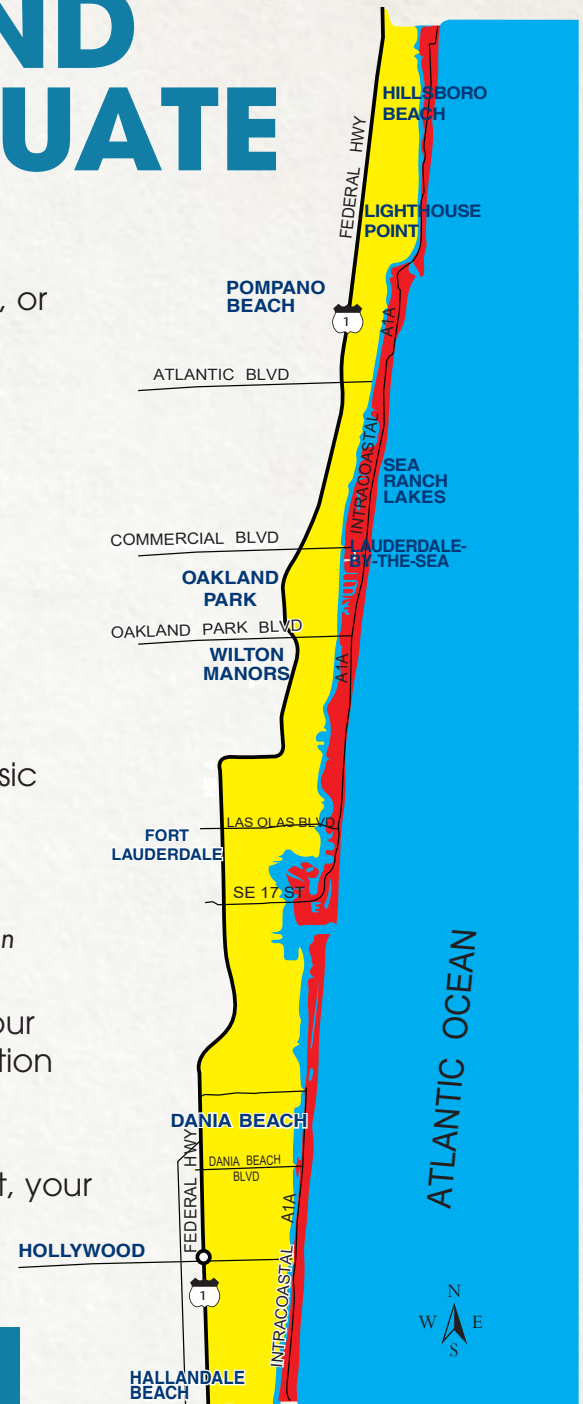 ND
UATE
, or
sic
n
our
tion
t, your
HILLSBORO
BEACH
FEDERAL HWY
LIGHTHOUSE
POINT
POMPANO
BEACH
1
A1A
ATLANTIC BLVD
INTRACOASTAL
SEA
RANCH
LAKES
COMMERCIAL BLVD
LAUDERDALE-
BY-THE-SEA
OAKLAND
PARK
OAKLAND PARK BLVD
WILTON
MANORS
A1A
LAS OLAS BLVD
FORT
LAUDERDALE
SE 17 ST
ATLANTIC OCEAN
DANIA BEACH
FEDERAL HWY
DANIA BEACH
BLVD
A1A
HOLLYWOOD
INTRACOASTAL
1
N
W E
S
HALLANDALE
BEACH